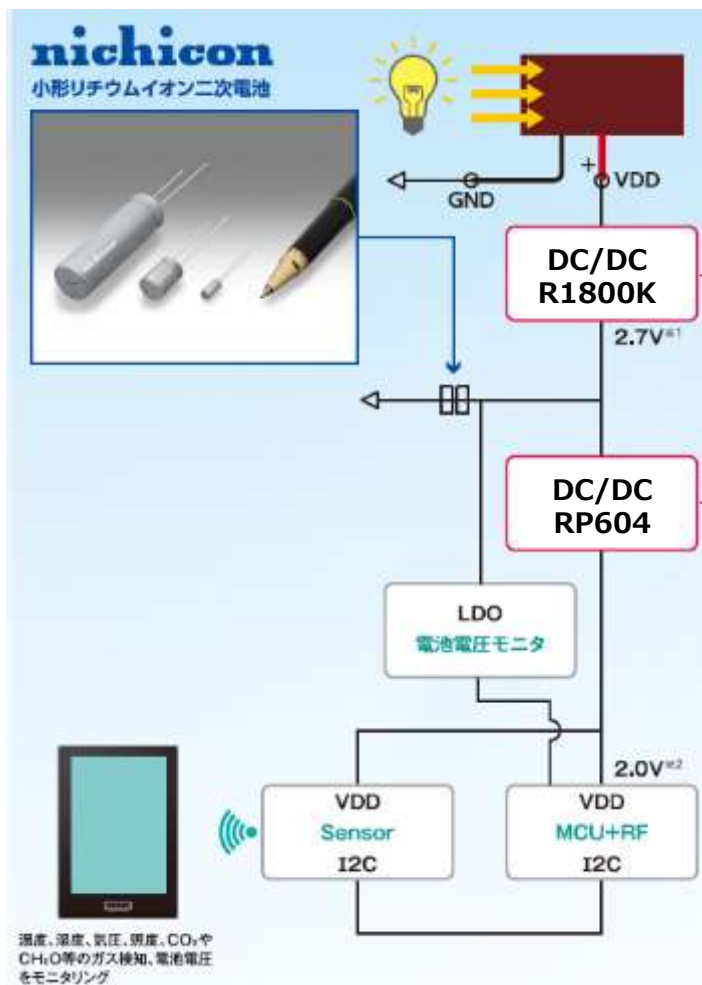 nichicon
小形リチウムイオン二次電池
+
VDD
GND
DC/DC
R1800K
2.7V※1
DC/DC
RP604
LDO
電池電圧モニタ
2.0V※2
VDD
Sensor
I2C
VDD
MCU+RF
I2C
温度、湿度、気圧、照度、CO₂や
CH₂O等のガス検知、電池電圧
をモニタリング